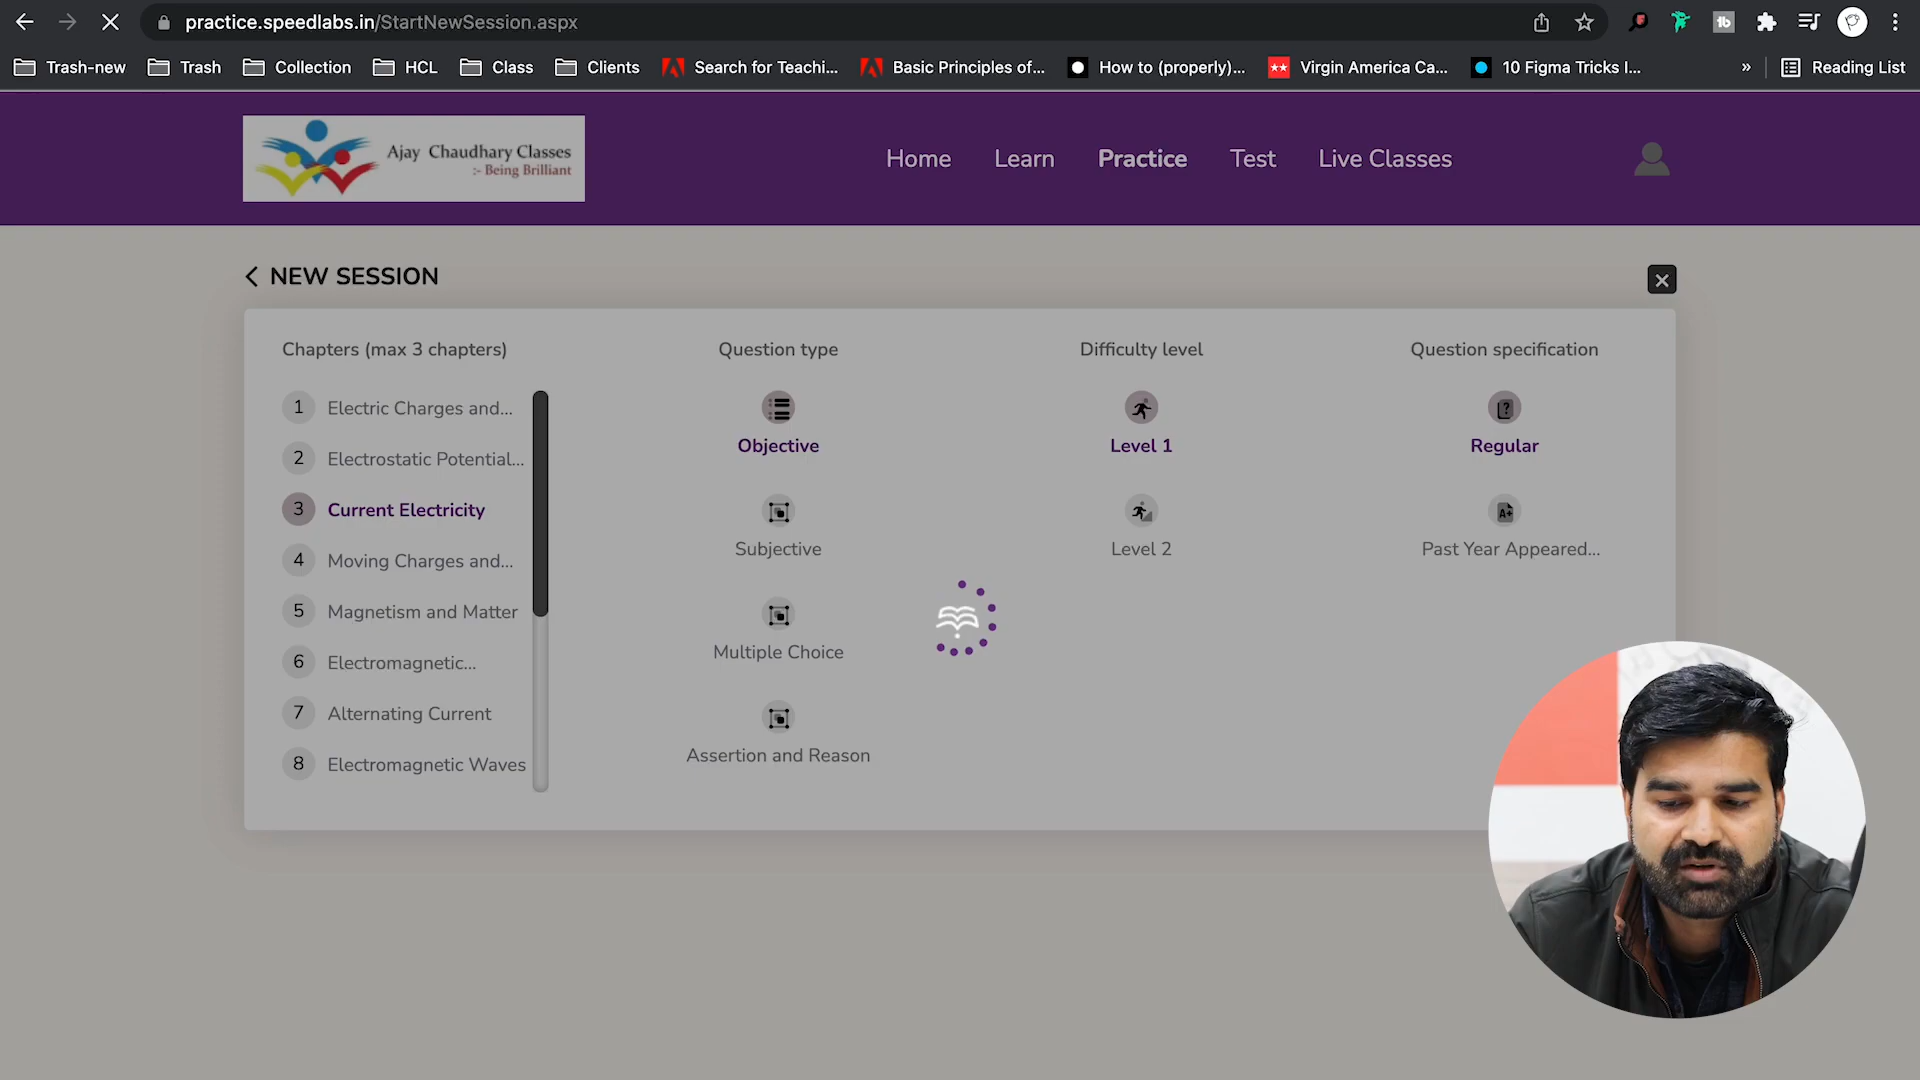 practice.speedlabs.in/StartNewSession.aspx
Trash-new
Trash
Collection
HCL
Class
Clients
Search for Teachi...
Basic Principles of...
How to (properly)...
Virgin America Ca...
10 Figma Tricks I...
»
Reading List
Ajay Chaudhary Classes
:- Being Brilliant
Home
Learn
Practice
Test
Live Classes
NEW SESSION
Chapters (max 3 chapters)
1 Electric Charges and...
2 Electrostatic Potential...
3 Current Electricity
4 Moving Charges and...
5 Magnetism and Matter
6 Electromagnetic...
7 Alternating Current
8 Electromagnetic Waves
Question type
Objective
Subjective
Multiple Choice
Assertion and Reason
Difficulty level
Level 1
Level 2
Question specification
Regular
A+
Past Year Appeared...